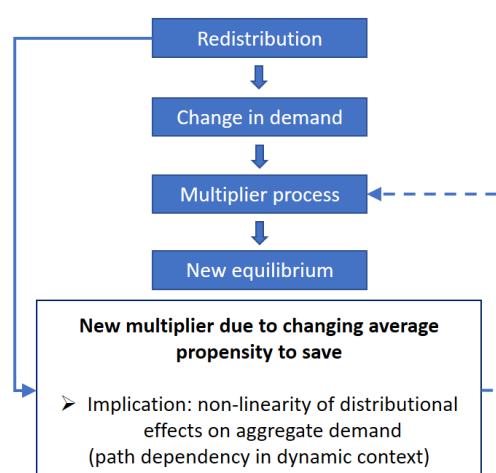 Redistribution
Change in demand
Multiplier process
New equilibrium
New multiplier due to changing average
propensity to save
➢ Implication: non-linearity of distributional
effects on aggregate demand
(path dependency in dynamic context)